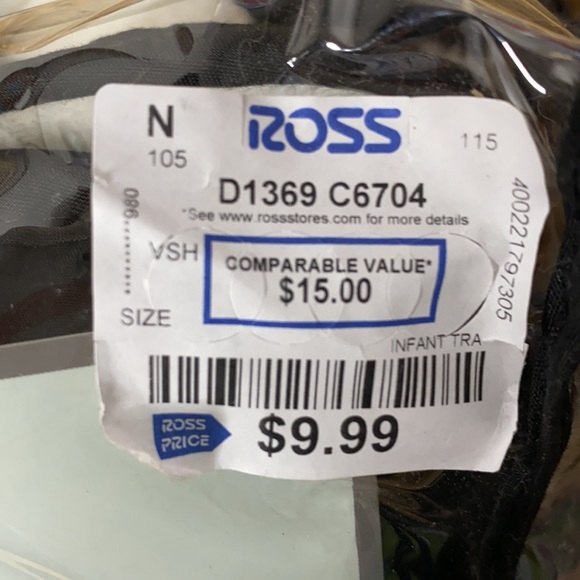 N
ROSS
115
105
D1369 C6704
*See www.rossstores.com for more details
980
400221797305
VSH
COMPARABLE VALUE*
$15.00
SIZE
INFANT TRA
ROSS
PRICE
$9.99